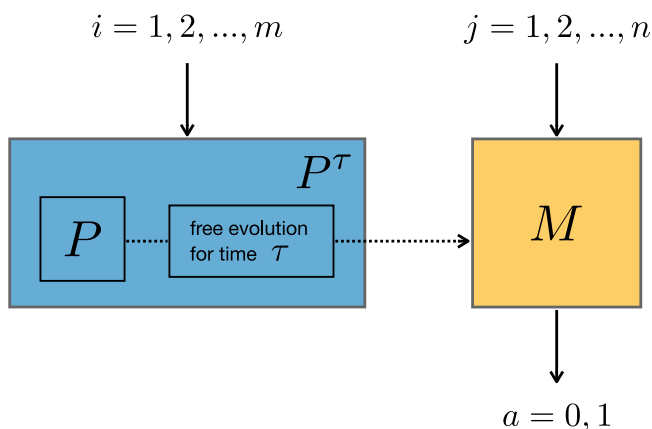 i = 1, 2, ..., m
j = 1, 2, ..., n
P^τ
P
free evolution
for time τ
M
a = 0, 1